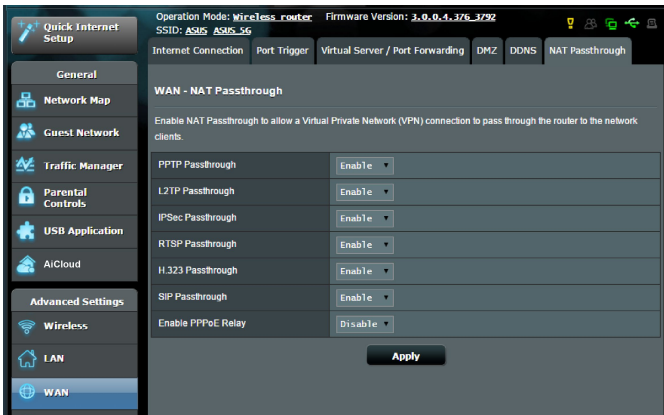 Quick Internet
Setup
Operation Mode: Wireless router Firmware Version: 3.0.0.4.376_3792
SSID: ASUS ASUS_5G
Internet Connection Port Trigger Virtual Server / Port Forwarding DMZ DDNS NAT Passthrough
General
Network Map
Guest Network
Traffic Manager
Parental
Controls
USB Application
AiCloud
Advanced Settings
Wireless
LAN
WAN
WAN - NAT Passthrough
Enable NAT Passthrough to allow a Virtual Private Network (VPN) connection to pass through the router to the network
clients.
PPTP Passthrough Enable
L2TP Passthrough Enable
IPSec Passthrough Enable
RTSP Passthrough Enable
H.323 Passthrough Enable
SIP Passthrough Enable
Enable PPPoE Relay Disable
Apply